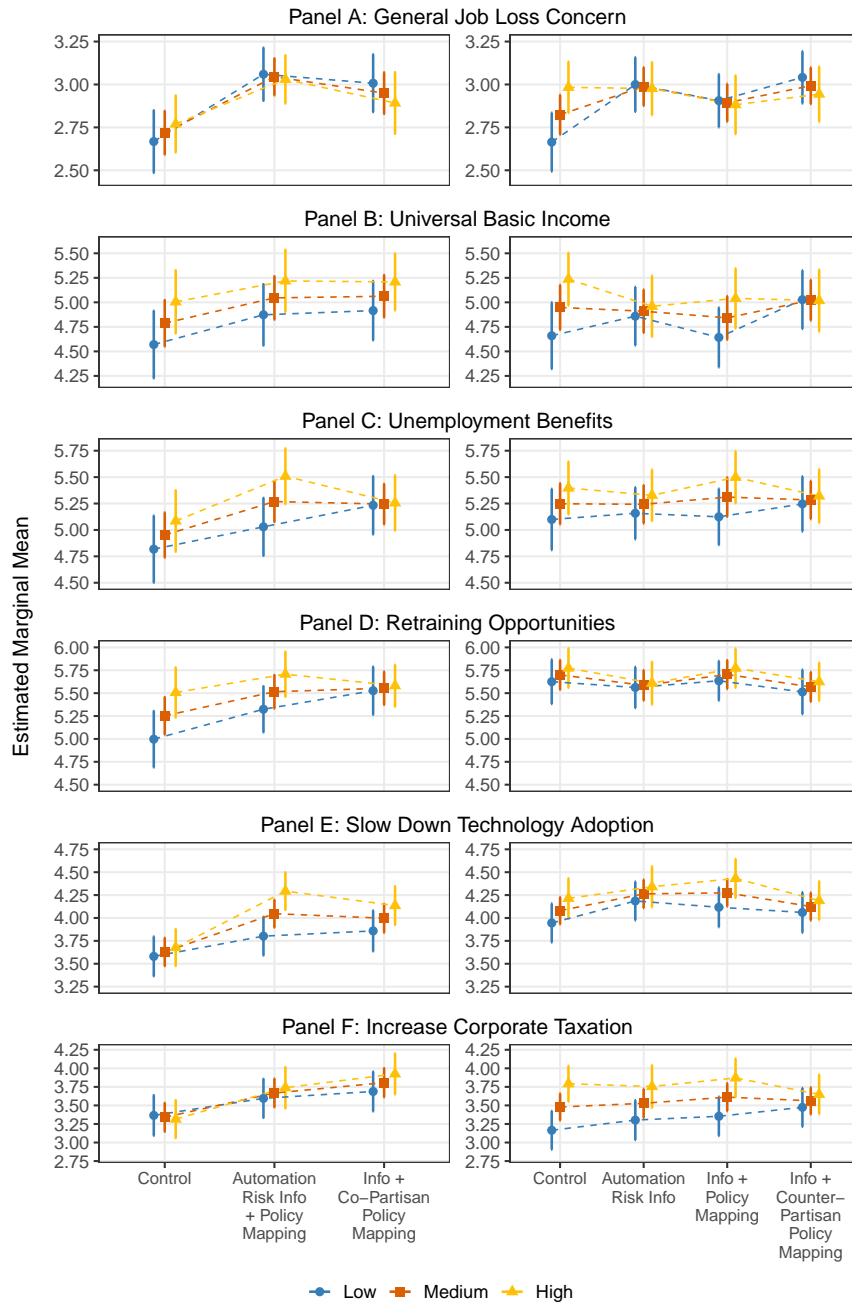 Panel A: General Job Loss Concern
3.25
3.00
2.75
2.50
3.25
3.00
2.75
2.50
Panel B: Universal Basic Income
5.50
5.25
5.00
4.75
4.50
4.25
5.50
5.25
5.00
4.75
4.50
4.25
Panel C: Unemployment Benefits
5.75
5.50
5.25
5.00
4.75
4.50
5.75
5.50
5.25
5.00
4.75
4.50
Panel D: Retraining Opportunities
6.00
5.75
5.50
5.25
5.00
4.75
4.50
6.00
5.75
5.50
5.25
5.00
4.75
4.50
Panel E: Slow Down Technology Adoption
4.75
4.50
4.25
4.00
3.75
3.50
3.25
4.75
4.50
4.25
4.00
3.75
3.50
3.25
Panel F: Increase Corporate Taxation
4.25
4.00
3.75
3.50
3.25
3.00
2.75
4.25
4.00
3.75
3.50
3.25
3.00
2.75
Estimated Marginal Mean
Control
Automation
Risk Info
+ Policy
Mapping
Info +
Co−Partisan
Policy
Mapping
Control
Automation
Risk Info
Info +
Policy
Mapping
Info +
Counter−
Partisan
Policy
Mapping
Low
Medium
High